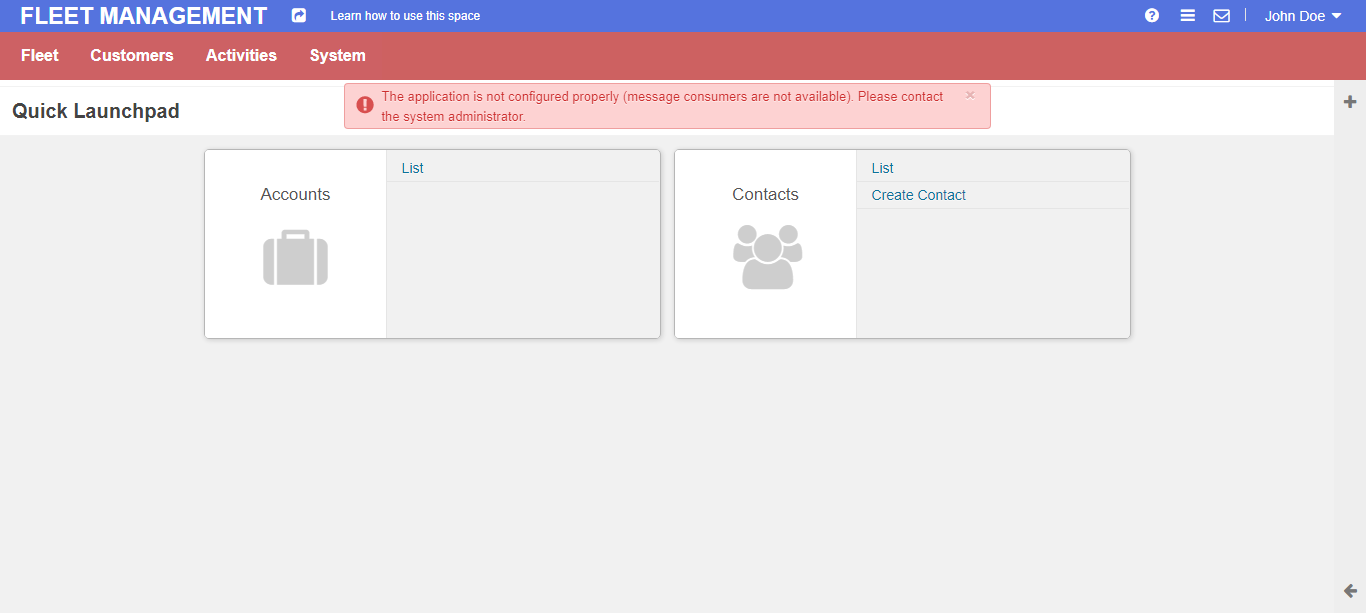 FLEET MANAGEMENT
Learn how to use this space
John Doe
Fleet
Customers
Activities
System
Quick Launchpad
The application is not configured properly (message consumers are not available). Please contact
the system administrator.
×
Accounts
List
Contacts
List
Create Contact